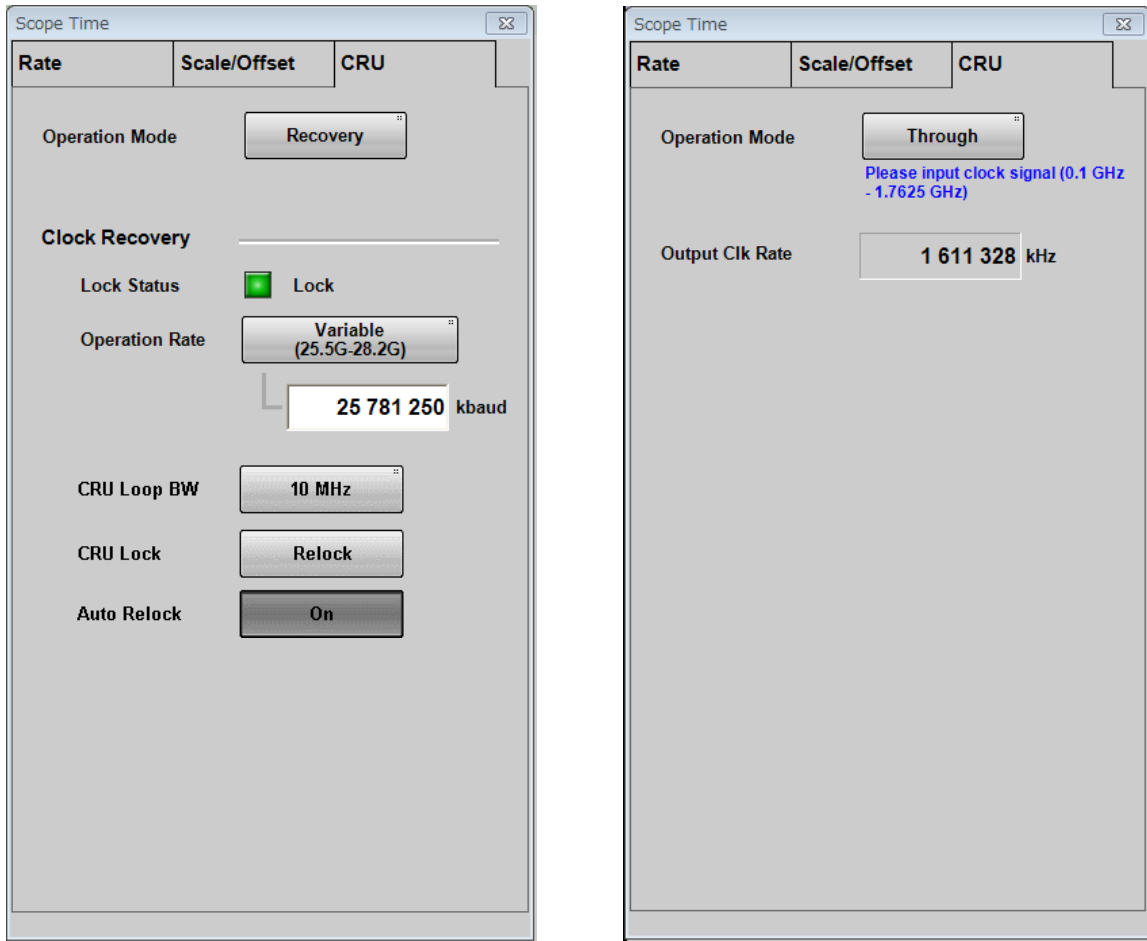 Scope Time
Rate Scale/Offset CRU
Operation Mode Recovery
Clock Recovery
Lock Status Lock
Operation Rate Variable
(25.5G-28.2G)
25 781 250 kbaud
CRU Loop BW 10 MHz
CRU Lock Relock
Auto Relock On
Scope Time
Rate Scale/Offset CRU
Operation Mode Through
Please input clock signal (0.1 GHz
- 1.7625 GHz)
Output Clk Rate 1 611 328 kHz